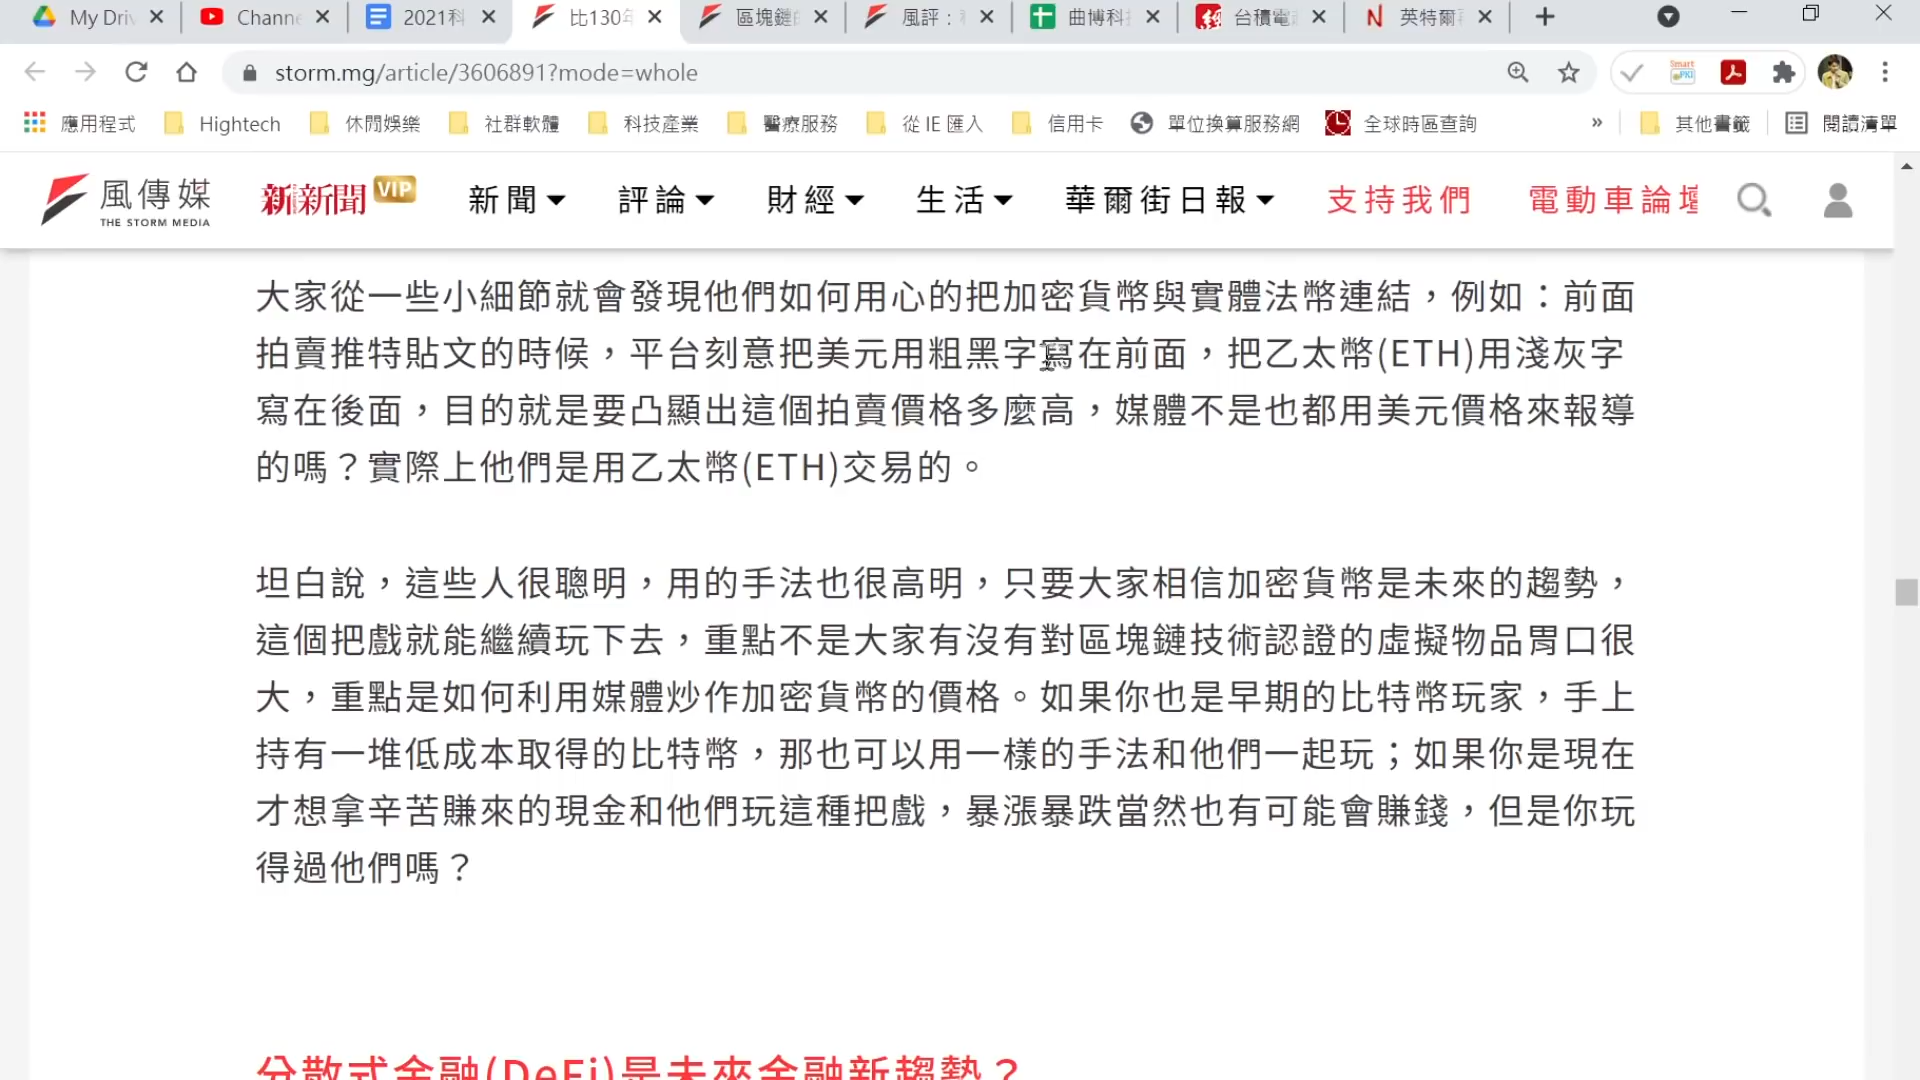 My Driv
Channe
2021科
比130年
區塊鏈的
風評：
曲博科技
台積電
英特爾
storm.mg/article/3606891?mode=whole
Smart PKI
應用程式
Hightech
休閒娛樂
社群軟體
科技產業
醫療服務
從 IE 匯入
信用卡
單位換算服務網
全球時區查詢
»
其他書籤
閱讀清單
風傳媒
THE STORM MEDIA
新新聞 VIP
新聞
評論
財經
生活
華爾街日報
支持我們
電動車論壇
大家從一些小細節就會發現他們如何用心的把加密貨幣與實體法幣連結，例如：前面
拍賣推特貼文的時候，平台刻意把美元用粗黑字寫在前面，把乙太幣(ETH)用淺灰字
寫在後面，目的就是要凸顯出這個拍賣價格多麼高，媒體不是也都用美元價格來報導
的嗎？實際上他們是用乙太幣(ETH)交易的。
坦白說，這些人很聰明，用的手法也很高明，只要大家相信加密貨幣是未來的趨勢，
這個把戲就能繼續玩下去，重點不是大家有沒有對區塊鏈技術認證的虛擬物品胃口很
大，重點是如何利用媒體炒作加密貨幣的價格。如果你也是早期的比特幣玩家，手上
持有一堆低成本取得的比特幣，那也可以用一樣的手法和他們一起玩；如果你是現在
才想拿辛苦賺來的現金和他們玩這種把戲，暴漲暴跌當然也有可能會賺錢，但是你玩
得過他們嗎？
分散式金融(DeFi)是未來金融新趨勢？